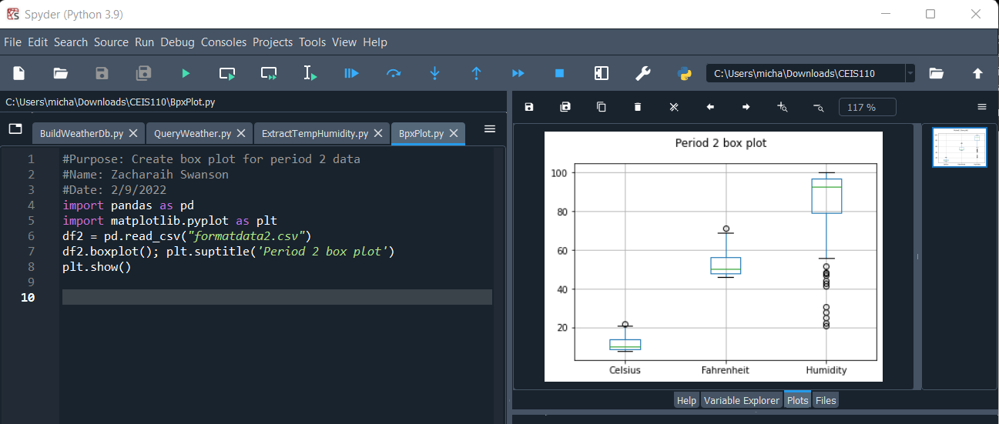 Spyder (Python 3.9)
File Edit Search Source Run Debug Consoles Projects Tools View Help
C:\Users\micha\Downloads\CEIS110
C:\Users\micha\Downloads\CEIS110\BpxPlot.py
BuildWeatherDb.py QueryWeather.py ExtractTempHumidity.py BpxPlot.py
1 #Purpose: Create box plot for period 2 data
2 #Name: Zacharaih Swanson
3 #Date: 2/9/2022
4 import pandas as pd
5 import matplotlib.pyplot as plt
6 df2 = pd.read_csv("formatdata2.csv")
7 df2.boxplot(); plt.suptitle('Period 2 box plot')
8 plt.show()
9
10
117 %
Period 2 box plot
100
80
60
40
20
Celsius Fahrenheit Humidity
Help Variable Explorer Plots Files